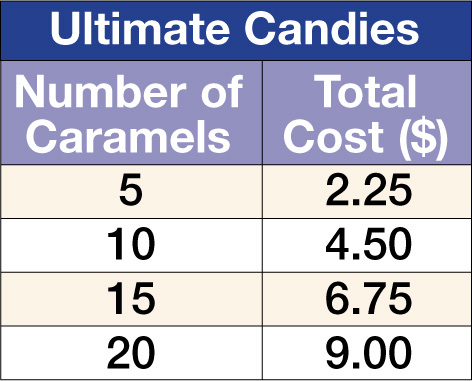 Ultimate Candies
Number of Total
Caramels Cost ($)
5 2.25
10 4.50
15 6.75
20 9.00